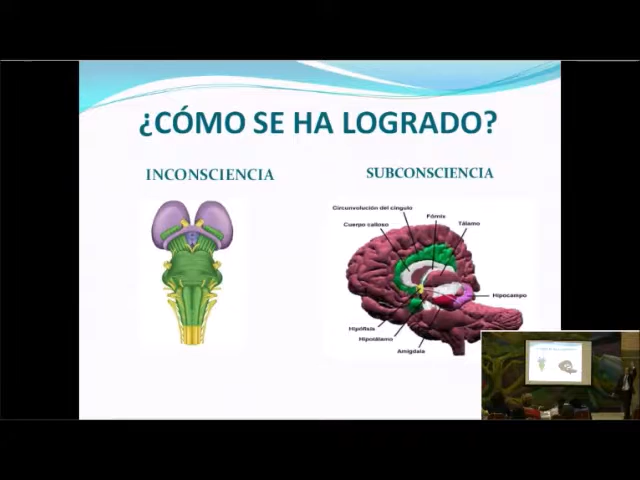 ¿CÓMO SE HA LOGRADO?
INCONSCIENCIA
SUBCONSCIENCIA
Circunvolución del cíngulo
Cuerpo calloso
Fórnix
Tálamo
Hipocampo
Hipófisis
Hipotálamo
Amígdala